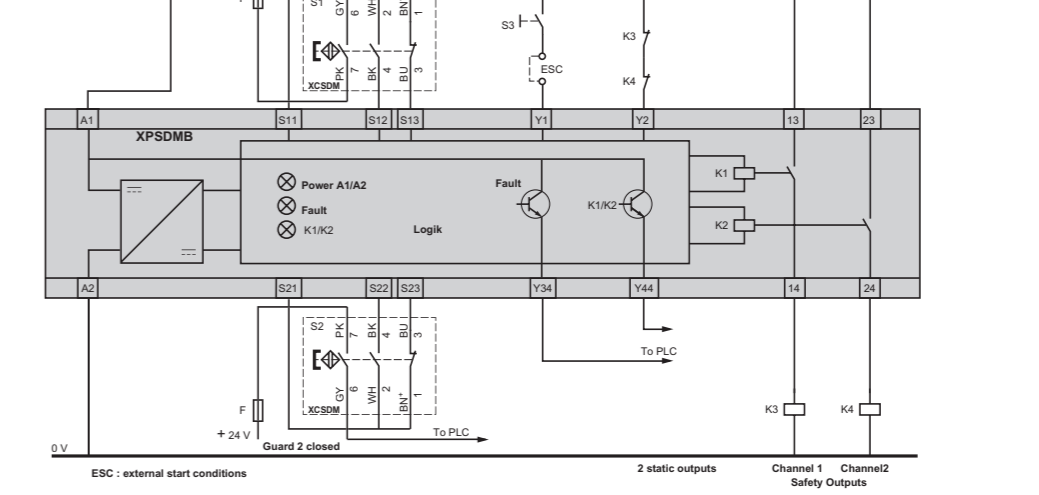 S1
GY
6
WH
2
BN
1
PK
7
BK
4
BU
3
XCSDM
S3
ESC
K3
K4
A1
S11
S12
S13
Y1
Y2
13
23
XPSDMB
Power A1/A2
Fault
K1/K2
Logik
Fault
K1/K2
K1
K2
A2
S21
S22
S23
Y34
Y44
14
24
S2
PK
7
BK
4
BU
3
GY
6
WH
2
BN+
1
XCSDM
To PLC
F
+ 24 V
To PLC
Guard 2 closed
K3
K4
0 V
ESC : external start conditions
2 static outputs
Channel 1
Channel2
Safety Outputs